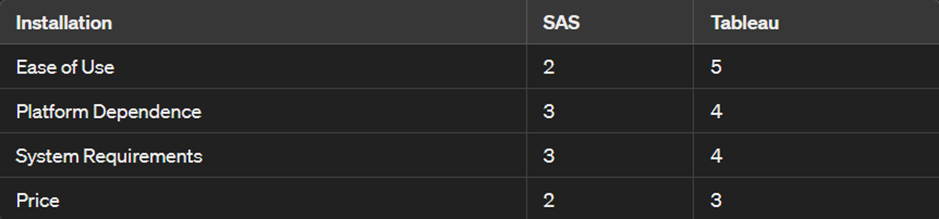 Installation SAS Tableau
Ease of Use 2 5
Platform Dependence 3 4
System Requirements 3 4
Price 2 3